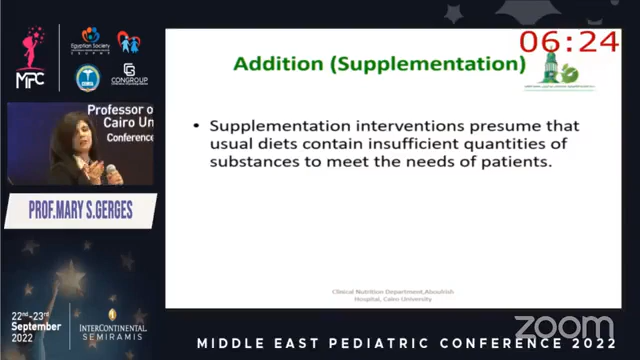 MPC
Egyptian Society
CONGROUP
Professor o
Cairo Un
Conference
PROF.MARY S.GERGES
22nd-23rd
September
2022
INTERCONTINENTAL
SEMIRAMIS
06:24
Addition (Supplementation)
• Supplementation interventions presume that
usual diets contain insufficient quantities of
substances to meet the needs of patients.
Clinical Nutrition Department,Aboulrish
Hospital, Cairo University
zoom
MIDDLE EAST PEDIATRIC CONFERENCE 2022